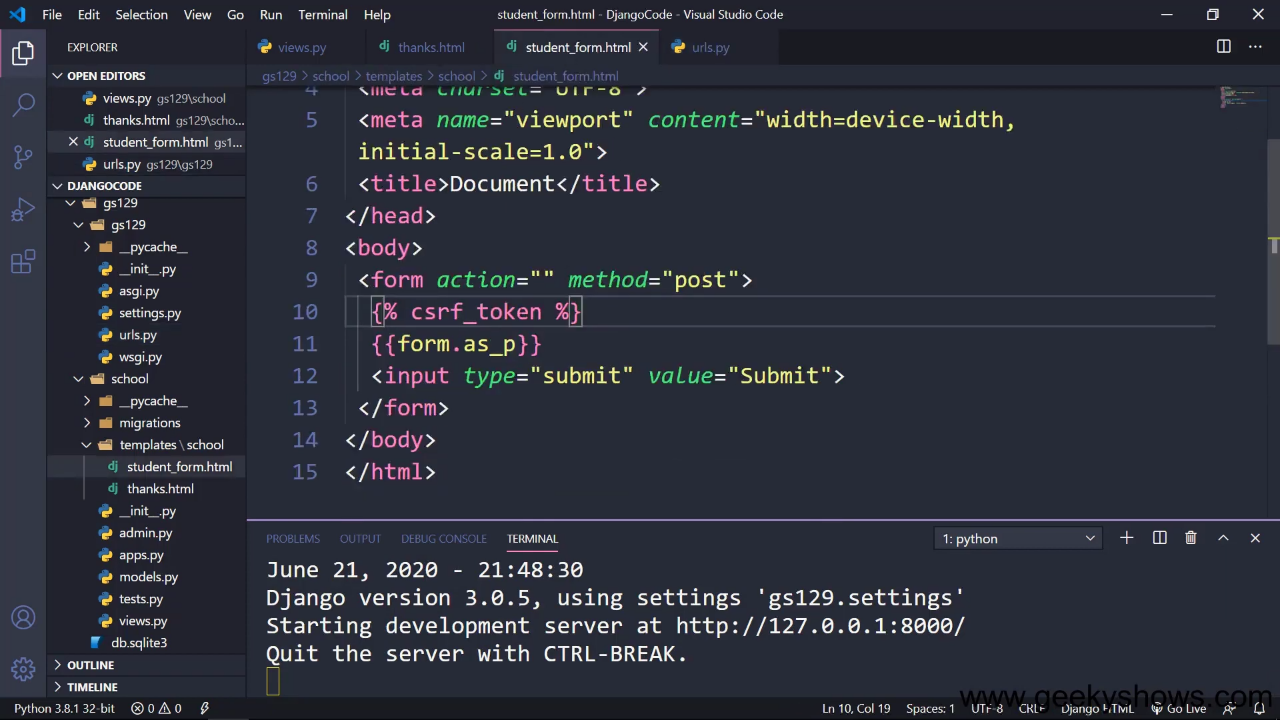 File Edit Selection View Go Run Terminal Help
student_form.html - DjangoCode - Visual Studio Code
EXPLORER
OPEN EDITORS
views.py gs129\school
thanks.html gs129\scho...
student_form.html gs1...
urls.py gs129\gs129
DJANGOCODE
gs129
gs129
__pycache__
__init__.py
asgi.py
settings.py
urls.py
wsgi.py
school
__pycache__
migrations
templates \ school
student_form.html
thanks.html
__init__.py
admin.py
apps.py
models.py
tests.py
views.py
db.sqlite3
OUTLINE
TIMELINE
views.py thanks.html student_form.html urls.py
gs129 > school > templates > school > student_form.html
4 <meta charset="UTF-8">
5 <meta name="viewport" content="width=device-width,
initial-scale=1.0">
6 <title>Document</title>
7 </head>
8 <body>
9 <form action="" method="post">
10 {% csrf_token %}
11 {{form.as_p}}
12 <input type="submit" value="Submit">
13 </form>
14 </body>
15 </html>
PROBLEMS OUTPUT DEBUG CONSOLE TERMINAL 1: python
June 21, 2020 - 21:48:30
Django version 3.0.5, using settings 'gs129.settings'
Starting development server at http://127.0.0.1:8000/
Quit the server with CTRL-BREAK.
www.geekyshows.com
Python 3.8.1 32-bit 0 0 Ln 10, Col 19 Spaces: 1 UTF-8 CRLF Django HTML Go Live